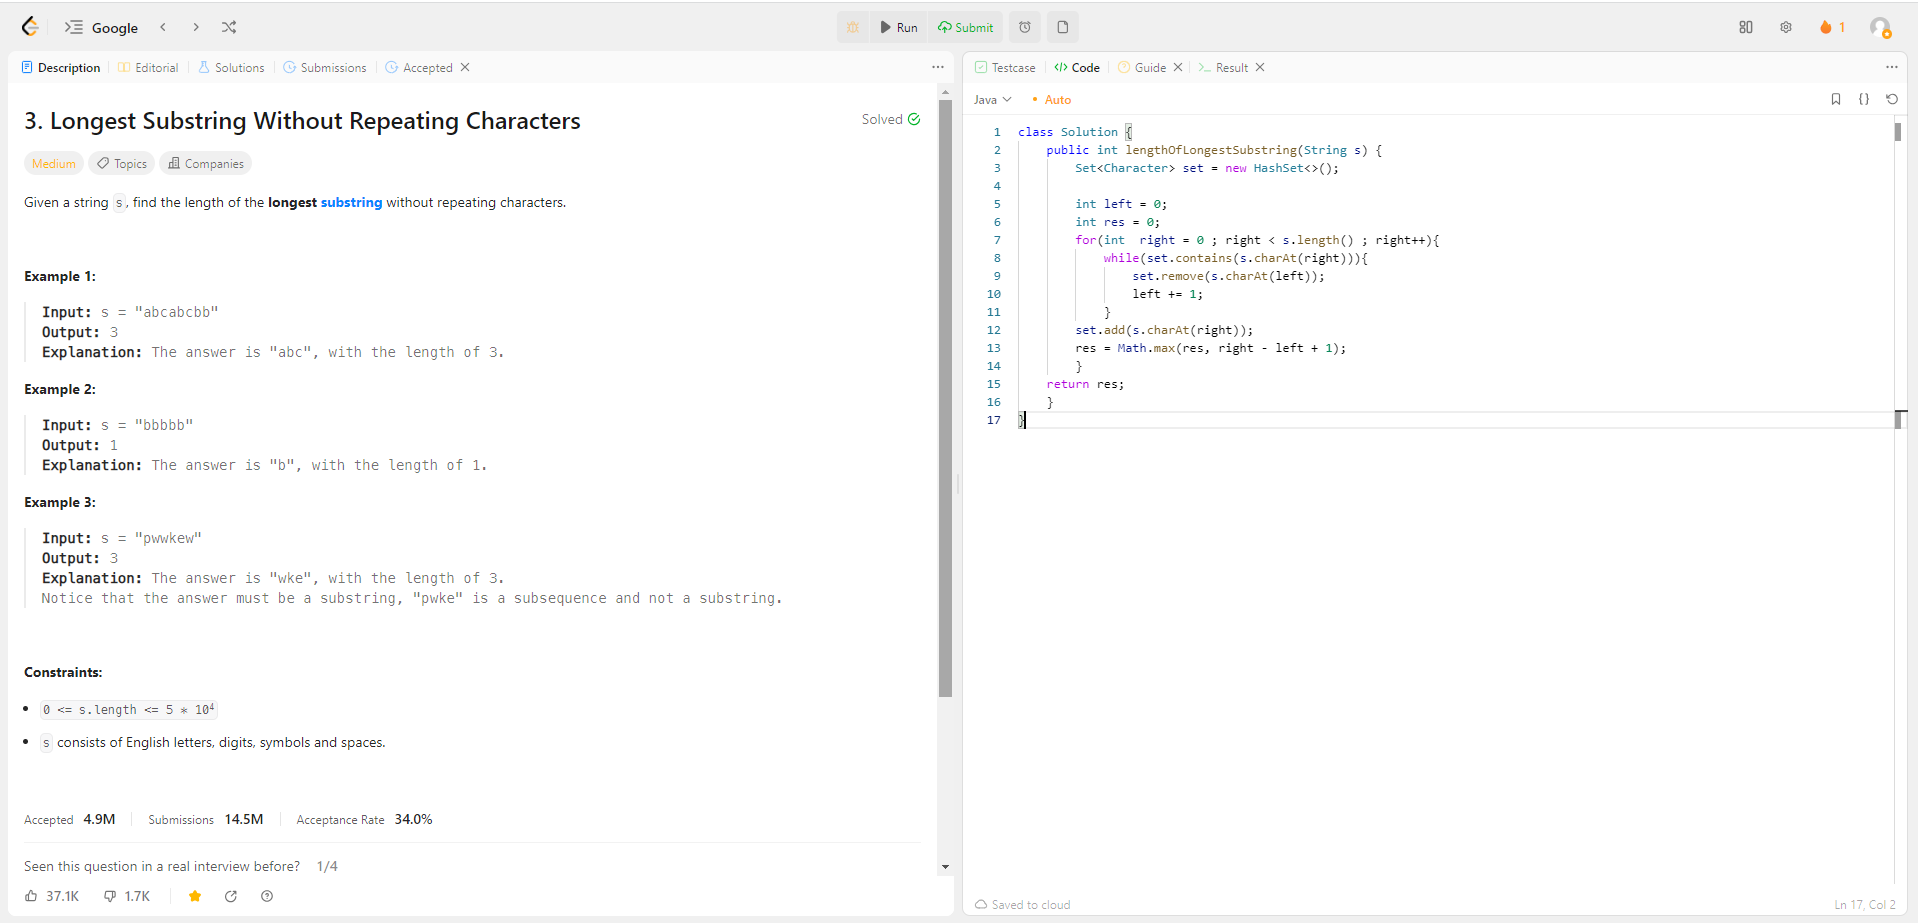 Google
Run
Submit
1
Description
Editorial
Solutions
Submissions
Accepted
3. Longest Substring Without Repeating Characters
Solved
Medium
Topics
Companies
Given a string s, find the length of the longest substring without repeating characters.
Example 1:
Input: s = "abcabcbb"
Output: 3
Explanation: The answer is "abc", with the length of 3.
Example 2:
Input: s = "bbbbb"
Output: 1
Explanation: The answer is "b", with the length of 1.
Example 3:
Input: s = "pwwkew"
Output: 3
Explanation: The answer is "wke", with the length of 3.
Notice that the answer must be a substring, "pwke" is a subsequence and not a substring.
Constraints:
• 0 <= s.length <= 5 * 10⁴
• s consists of English letters, digits, symbols and spaces.
Accepted 4.9M Submissions 14.5M Acceptance Rate 34.0%
Seen this question in a real interview before? 1/4
37.1K 1.7K
Testcase
Code
Guide
Result
Java
• Auto
1 class Solution {
2     public int lengthOfLongestSubstring(String s) {
3         Set<Character> set = new HashSet<>();
4
5         int left = 0;
6         int res = 0;
7         for(int  right = 0 ; right < s.length() ; right++){
8             while(set.contains(s.charAt(right))){
9                 set.remove(s.charAt(left));
10                 left += 1;
11             }
12         set.add(s.charAt(right));
13         res = Math.max(res, right - left + 1);
14         }
15     return res;
16     }
17 }
Saved to cloud
Ln 17, Col 2